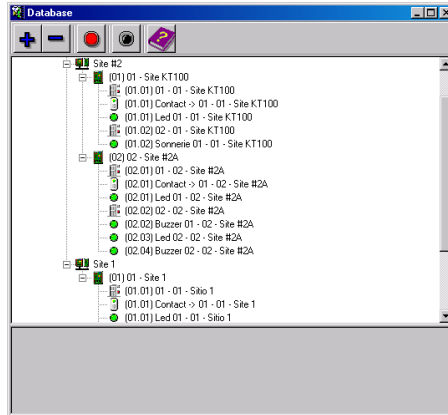 Database
Site #2
(01) 01 - Site KT100
(01.01) 01 - 01 - Site KT100
(01.01) Contact -> 01 - 01 - Site KT100
(01.01) Led 01 - 01 - Site KT100
(01.02) 02 - 01 - Site KT100
(01.02) Sonnerie 01 - 01 - Site KT100
(02) 02 - Site #2A
(02.01) 01 - 02 - Site #2A
(02.01) Contact -> 01 - 02 - Site #2A
(02.01) Led 01 - 02 - Site #2A
(02.02) 02 - 02 - Site #2A
(02.02) Buzzer 01 - 02 - Site #2A
(02.03) Led 02 - 02 - Site #2A
(02.04) Buzzer 02 - 02 - Site #2A
Site 1
(01) 01 - Site 1
(01.01) 01 - 01 - Sitio 1
(01.01) Contact -> 01 - 01 - Site 1
(01.01) Led 01 - 01 - Sitio 1